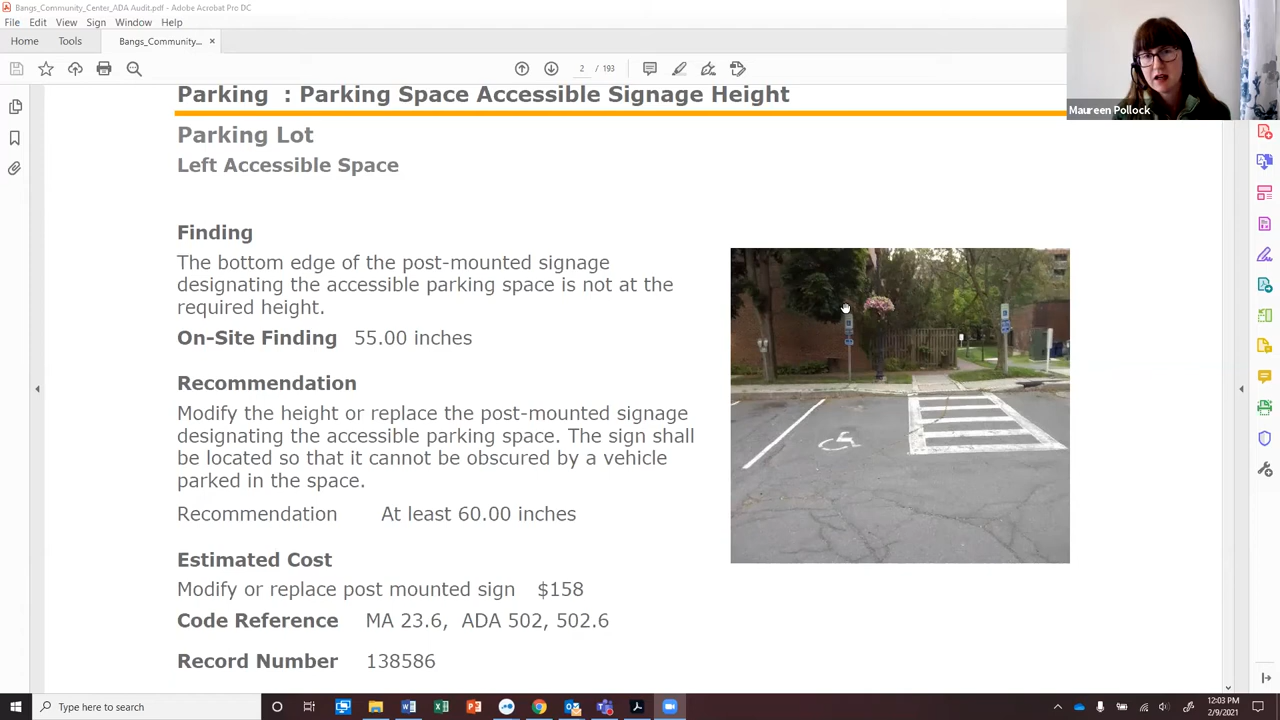 Bangs_Community_Center_ADA Audit.pdf - Adobe Acrobat Pro DC
File Edit View Sign Window Help
Home Tools Bangs_Community... ×
2 / 193
Maureen Pollock
Parking : Parking Space Accessible Signage Height
Parking Lot
Left Accessible Space
Finding
The bottom edge of the post-mounted signage
designating the accessible parking space is not at the
required height.
On-Site Finding 55.00 inches
Recommendation
Modify the height or replace the post-mounted signage
designating the accessible parking space. The sign shall
be located so that it cannot be obscured by a vehicle
parked in the space.
Recommendation At least 60.00 inches
Estimated Cost
Modify or replace post mounted sign $158
Code Reference MA 23.6, ADA 502, 502.6
Record Number 138586
Type here to search
12:03 PM
2/9/2021